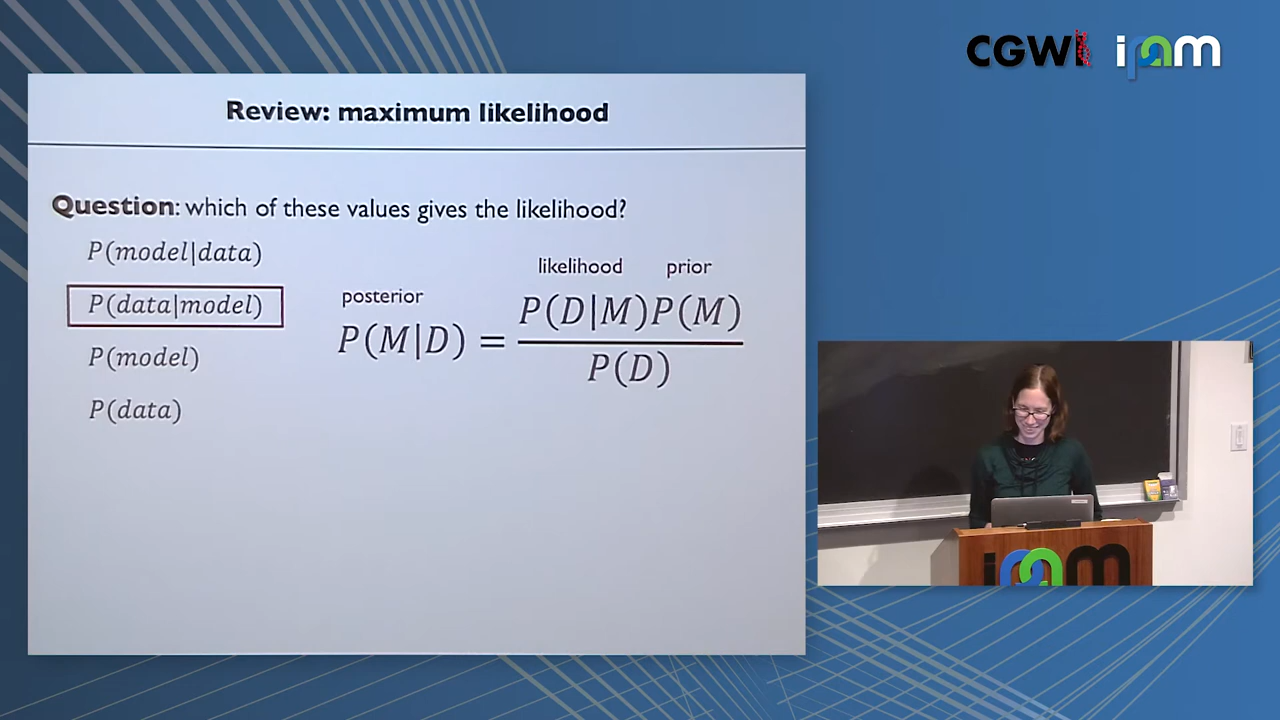 CGWI ipam
Review: maximum likelihood
Question: which of these values gives the likelihood?
P(model|data)
P(data|model)
P(model)
P(data)
posterior
likelihood prior
P(M|D) = P(D|M)P(M)
P(D)
ipam